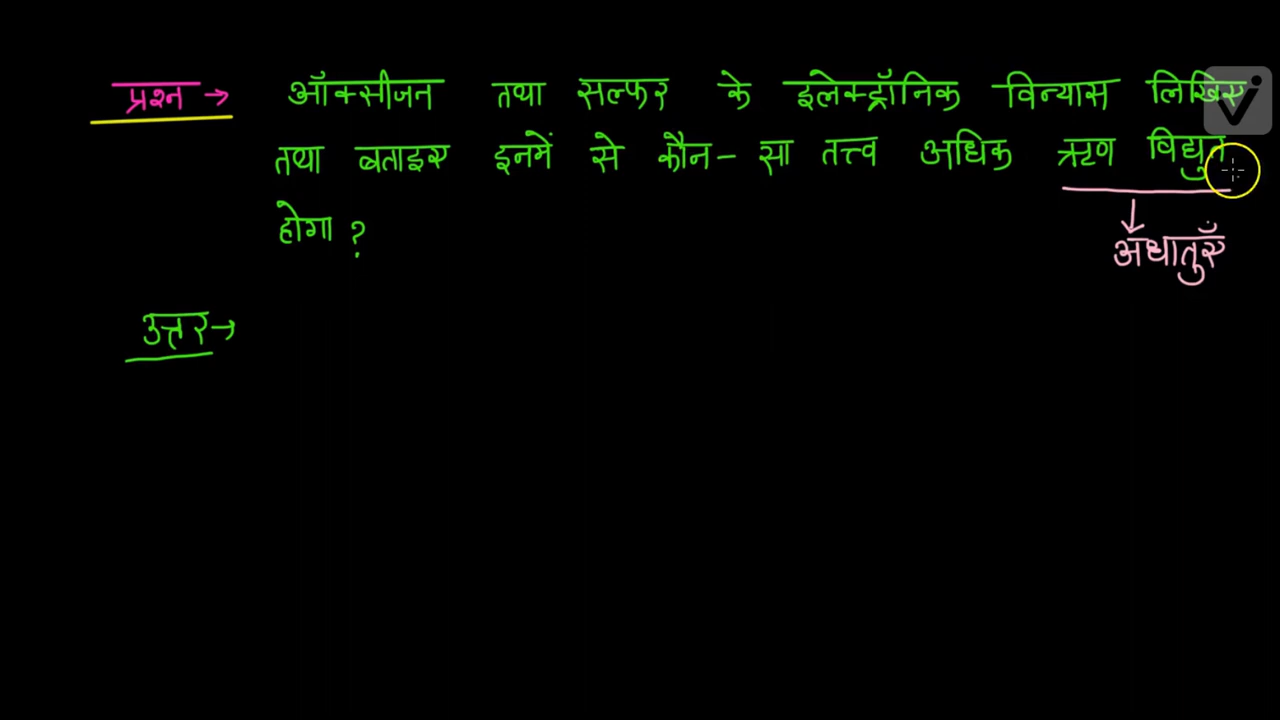 प्रश्न → ऑक्सीजन तथा सल्फर के इलेक्ट्रॉनिक विन्यास लिखिए
तथा बताइए इनमें से कौन-सा तत्त्व अधिक ऋण विद्युत
होगा ?
अधातुएँ
उत्तर →